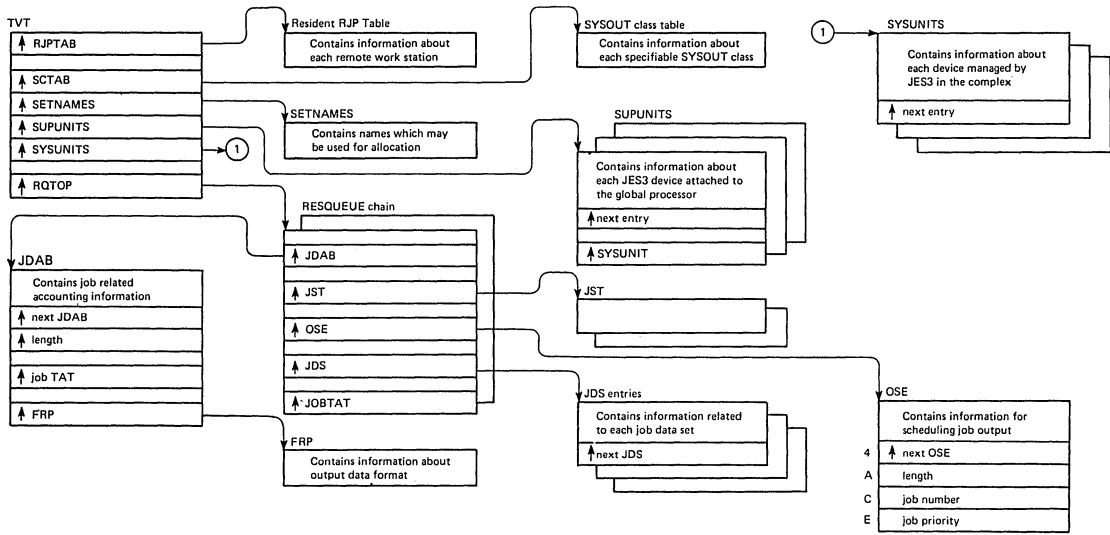 TVT
RJPTAB
SCTAB
SETNAMES
SUPUNITS
SYSUNITS
RQTOP
1
Resident RJP Table
Contains information about
each remote work station
SYSOUT class table
Contains information about
each specifiable SYSOUT class
1
SYSUNITS
Contains information about
each device managed by
JES3 in the complex
next entry
SETNAMES
Contains names which may
be used for allocation
SUPUNITS
Contains information about
each JES3 device attached to
the global processor
next entry
SYSUNIT
RESQUEUE chain
JDAB
JST
OSE
JDS
JOBTAT
JDAB
Contains job related
accounting information
next JDAB
length
job TAT
FRP
JST
FRP
Contains information about
output data format
JDS entries
Contains information related
to each job data set
next JDS
OSE
Contains information for
scheduling job output
4 next OSE
A length
C job number
E job priority